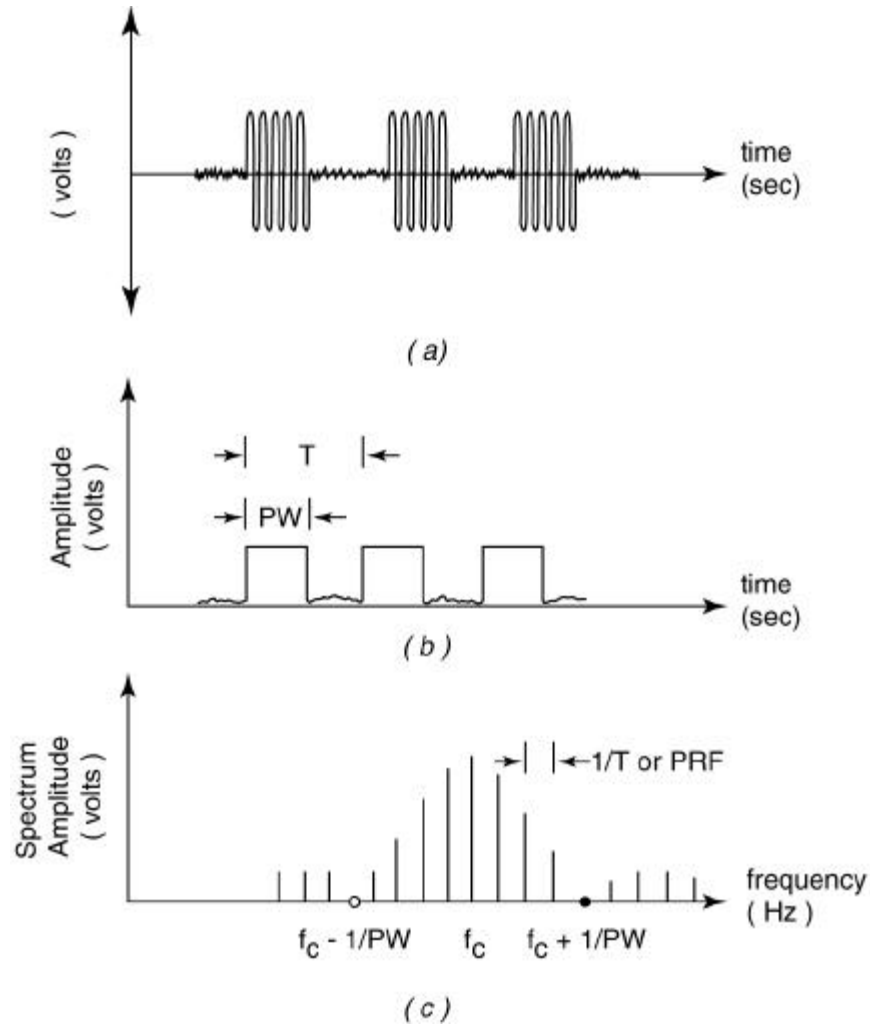 ( volts )
time
(sec)
( a)
Amplitude
( volts )
T
PW
time
(sec)
( b )
Spectrum
Amplitude
( volts )
1/T or PRF
frequency
( Hz )
fc - 1/PW
fc
fc + 1/PW
( c )